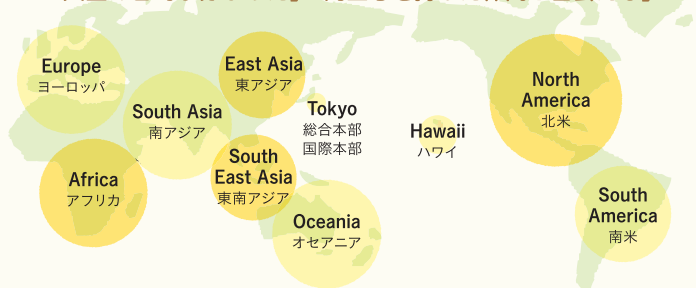 Europe
ヨーロッパ
South Asia
南アジア
East Asia
東アジア
Tokyo
総合本部
国際本部
Hawaii
ハワイ
North
America
北米
Africa
アフリカ
South
East Asia
東南アジア
Oceania
オセアニア
South
America
南米